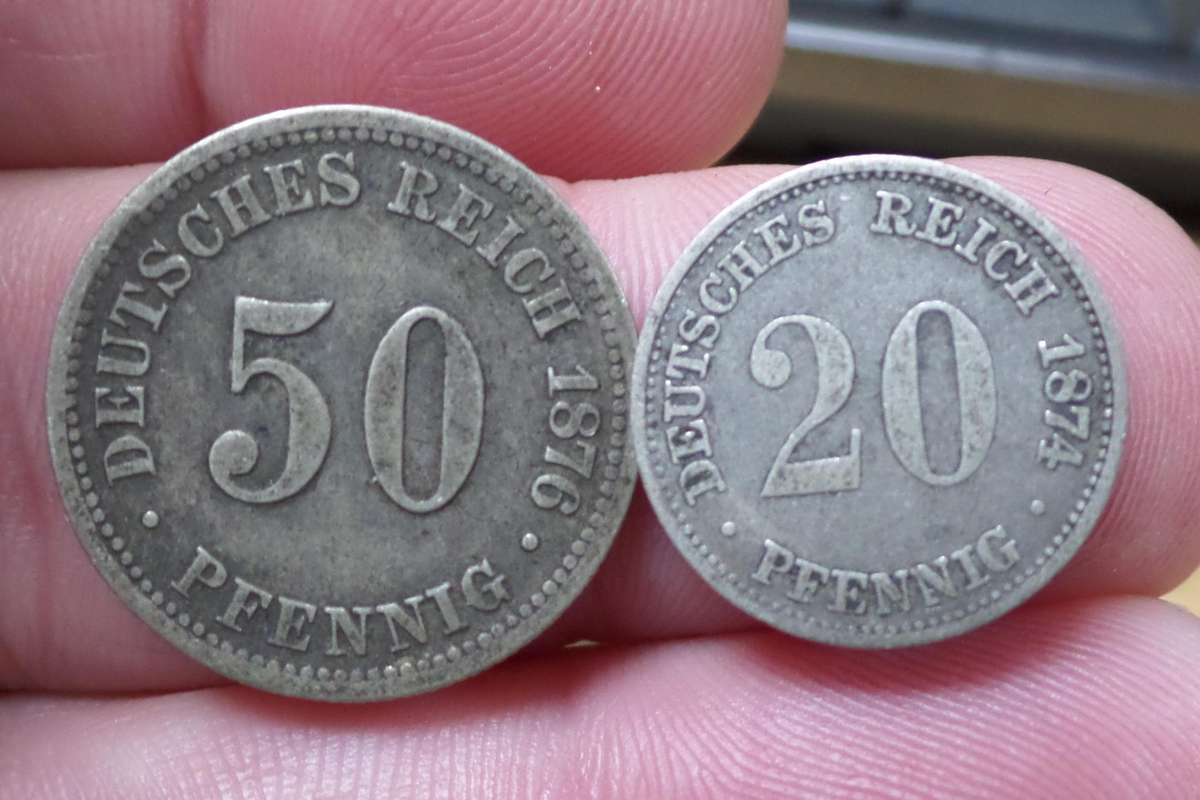 DEUTSCHES REICH 1876
50
· PFENNIG ·
DEUTSCHES REICH 1874
20
· PFENNIG ·